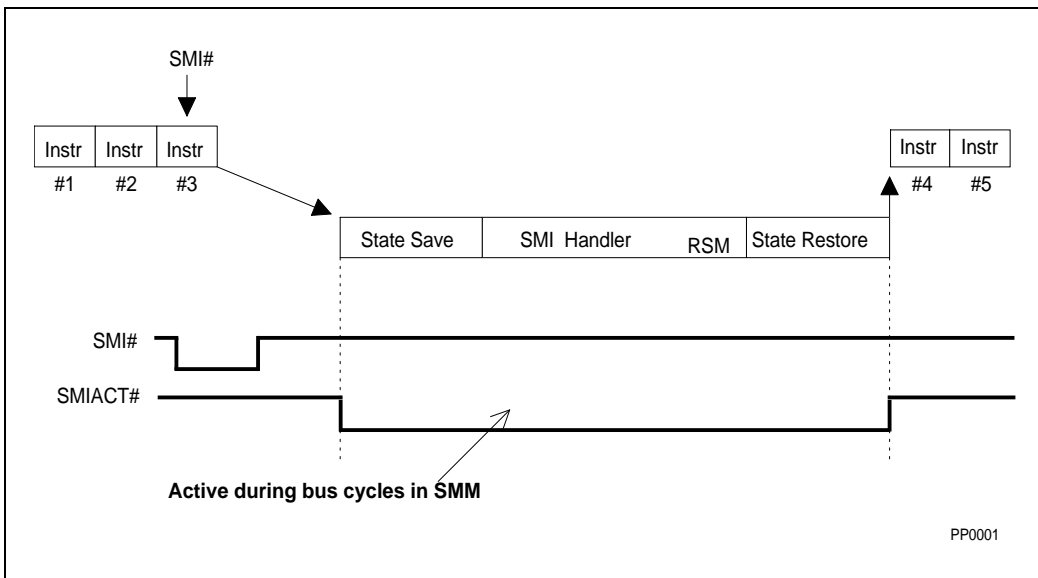 SMI#
Instr Instr Instr
#1 #2 #3
Instr Instr
#4 #5
State Save SMI Handler RSM State Restore
SMI#
SMIACT#
Active during bus cycles in SMM
PP0001